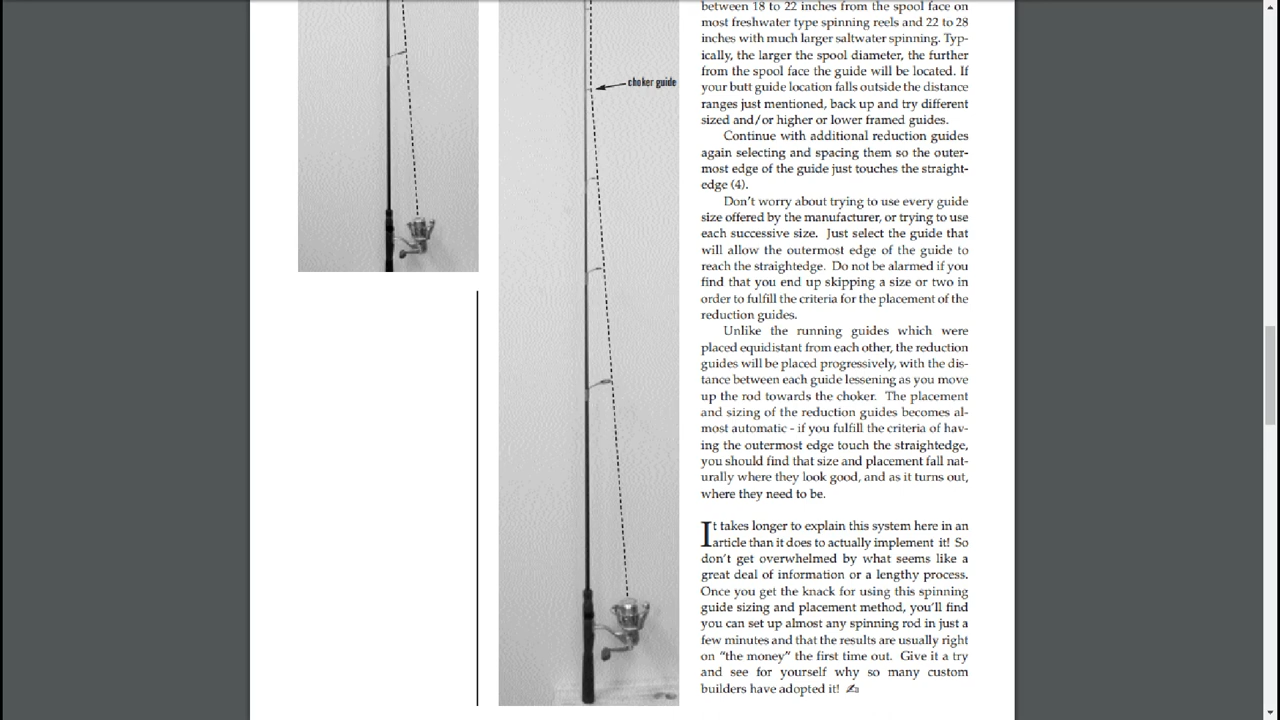 choker guide
between 18 to 22 inches from the spool face on
most freshwater type spinning reels and 22 to 28
inches with much larger saltwater spinning. Typ-
ically, the larger the spool diameter, the further
from the spool face the guide will be located. If
your butt guide location falls outside the distance
ranges just mentioned, back up and try different
sized and/or higher or lower framed guides.
Continue with additional reduction guides
again selecting and spacing them so the outer-
most edge of the guide just touches the straight-
edge (4).
Don't worry about trying to use every guide
size offered by the manufacturer, or trying to use
each successive size. Just select the guide that
will allow the outermost edge of the guide to
reach the straightedge. Do not be alarmed if you
find that you end up skipping a size or two in
order to fulfill the criteria for the placement of the
reduction guides.
Unlike the running guides which were
placed equidistant from each other, the reduction
guides will be placed progressively, with the dis-
tance between each guide lessening as you move
up the rod towards the choker. The placement
and sizing of the reduction guides becomes al-
most automatic - if you fulfill the criteria of hav-
ing the outermost edge touch the straightedge,
you should find that size and placement fall nat-
urally where they look good, and as it turns out,
where they need to be.
It takes longer to explain this system here in an
article than it does to actually implement it! So
don't get overwhelmed by what seems like a
great deal of information or a lengthy process.
Once you get the knack for using this spinning
guide sizing and placement method, you'll find
you can set up almost any spinning rod in just a
few minutes and that the results are usually right
on "the money" the first time out. Give it a try
and see for yourself why so many custom
builders have adopted it! ✍